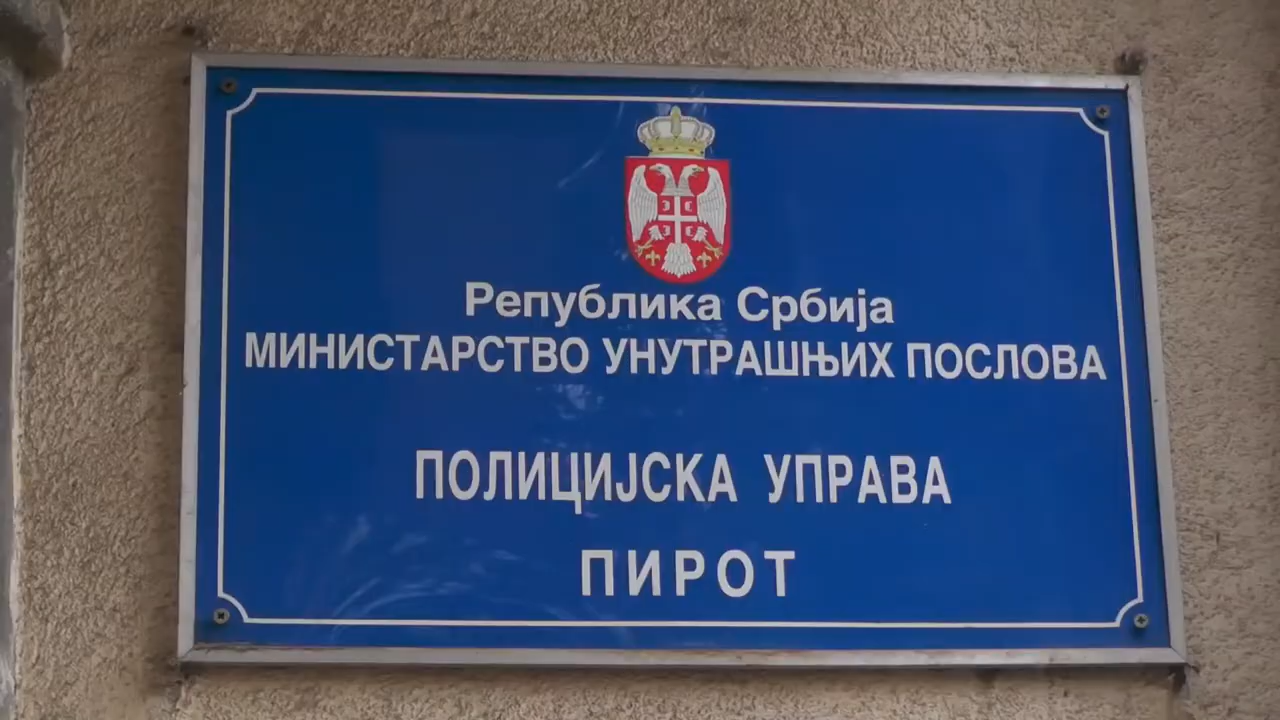 Република Србија
МИНИСТАРСТВО УНУТРАШЊИХ ПОСЛОВА
ПОЛИЦИЈСКА УПРАВА
ПИРОТ